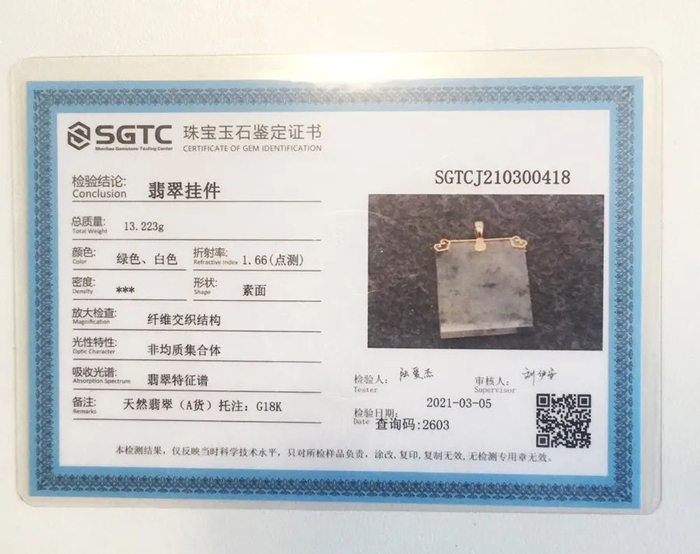 SGTC
珠宝玉石鉴定证书
CERTIFICATE OF GEM IDENTIFICATION
检验结论:
Conclusion
翡翠挂件
SGTCJ210300418
总质量:
Total Weight
13.223g
颜色:
Color
绿色、白色
折射率:
Refractive Index
1.66(点测)
密度:
Density
***
形状:
Shape
素面
放大检查:
Magnification
纤维交织结构
光性特性:
Optic Character
非均质集合体
吸收光谱:
Absorption Spectrum
翡翠特征谱
备注:
Remarks
天然翡翠（A货）托注: G18K
检验人:
Tester
审核人:
Supervisor
检验日期:
Date
2021-03-05
查询码:2603
本检测结果，仅反映当时科学技术水平，只对所检样品负责，涂改,复印,复制无效,无检测专用章无效。